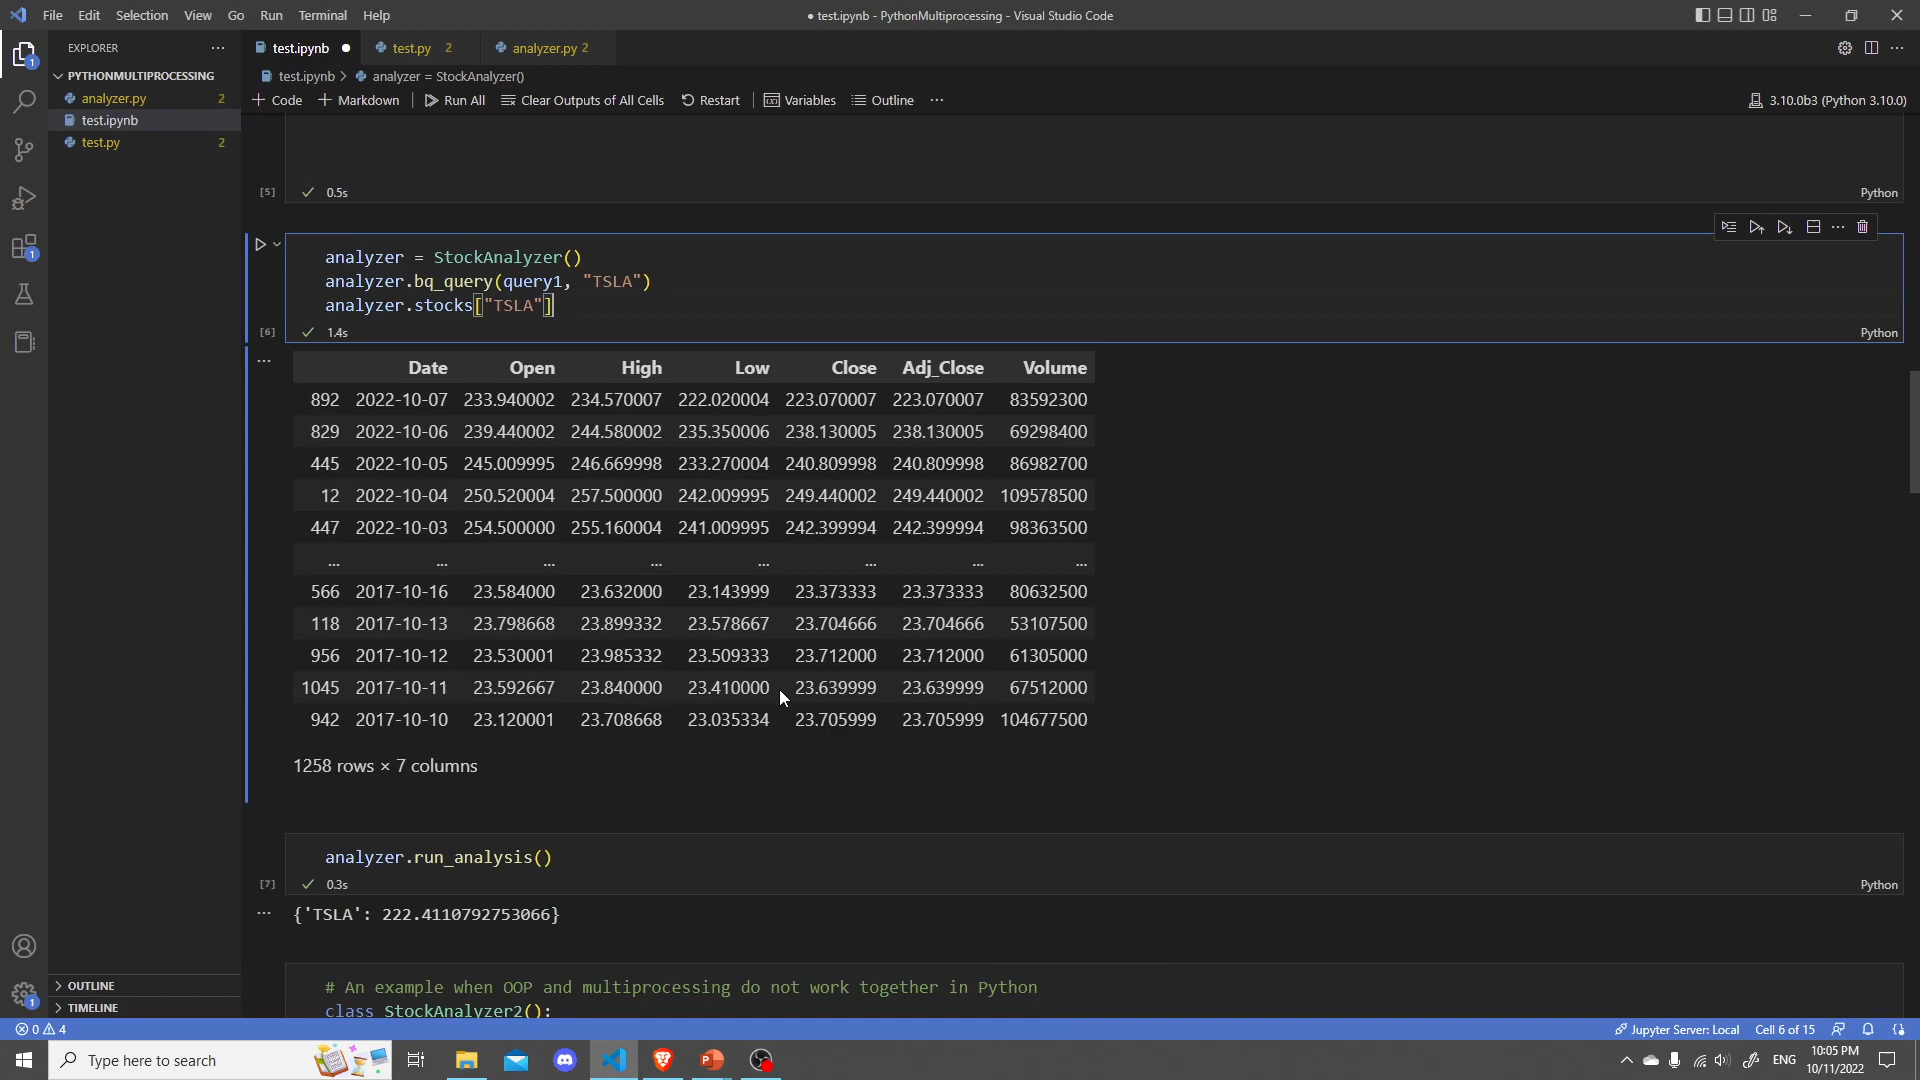 File Edit Selection View Go Run Terminal Help
● test.ipynb - PythonMultiprocessing - Visual Studio Code
EXPLORER
test.ipynb
test.py 2
analyzer.py 2
PYTHONMULTIPROCESSING
analyzer.py 2
test.ipynb
test.py 2
test.ipynb > analyzer = StockAnalyzer()
+ Code + Markdown Run All Clear Outputs of All Cells Restart Variables Outline ...
3.10.0b3 (Python 3.10.0)
[5] ✓ 0.5s Python
analyzer = StockAnalyzer()
analyzer.bq_query(query1, "TSLA")
analyzer.stocks["TSLA"]
[6] ✓ 1.4s Python
Date Open High Low Close Adj_Close Volume
892 2022-10-07 233.940002 234.570007 222.020004 223.070007 223.070007 83592300
829 2022-10-06 239.440002 244.580002 235.350006 238.130005 238.130005 69298400
445 2022-10-05 245.009995 246.669998 233.270004 240.809998 240.809998 86982700
12 2022-10-04 250.520004 257.500000 242.009995 249.440002 249.440002 109578500
447 2022-10-03 254.500000 255.160004 241.009995 242.399994 242.399994 98363500
... ... ... ... ... ... ... ...
566 2017-10-16 23.584000 23.632000 23.143999 23.373333 23.373333 80632500
118 2017-10-13 23.798668 23.899332 23.578667 23.704666 23.704666 53107500
956 2017-10-12 23.530001 23.985332 23.509333 23.712000 23.712000 61305000
1045 2017-10-11 23.592667 23.840000 23.410000 23.639999 23.639999 67512000
942 2017-10-10 23.120001 23.708668 23.035334 23.705999 23.705999 104677500
1258 rows × 7 columns
analyzer.run_analysis()
[7] ✓ 0.3s Python
{'TSLA': 222.4110792753066}
# An example when OOP and multiprocessing do not work together in Python
class StockAnalyzer2():
OUTLINE
TIMELINE
0 4
Jupyter Server: Local Cell 6 of 15
Type here to search
ENG
10:05 PM
10/11/2022